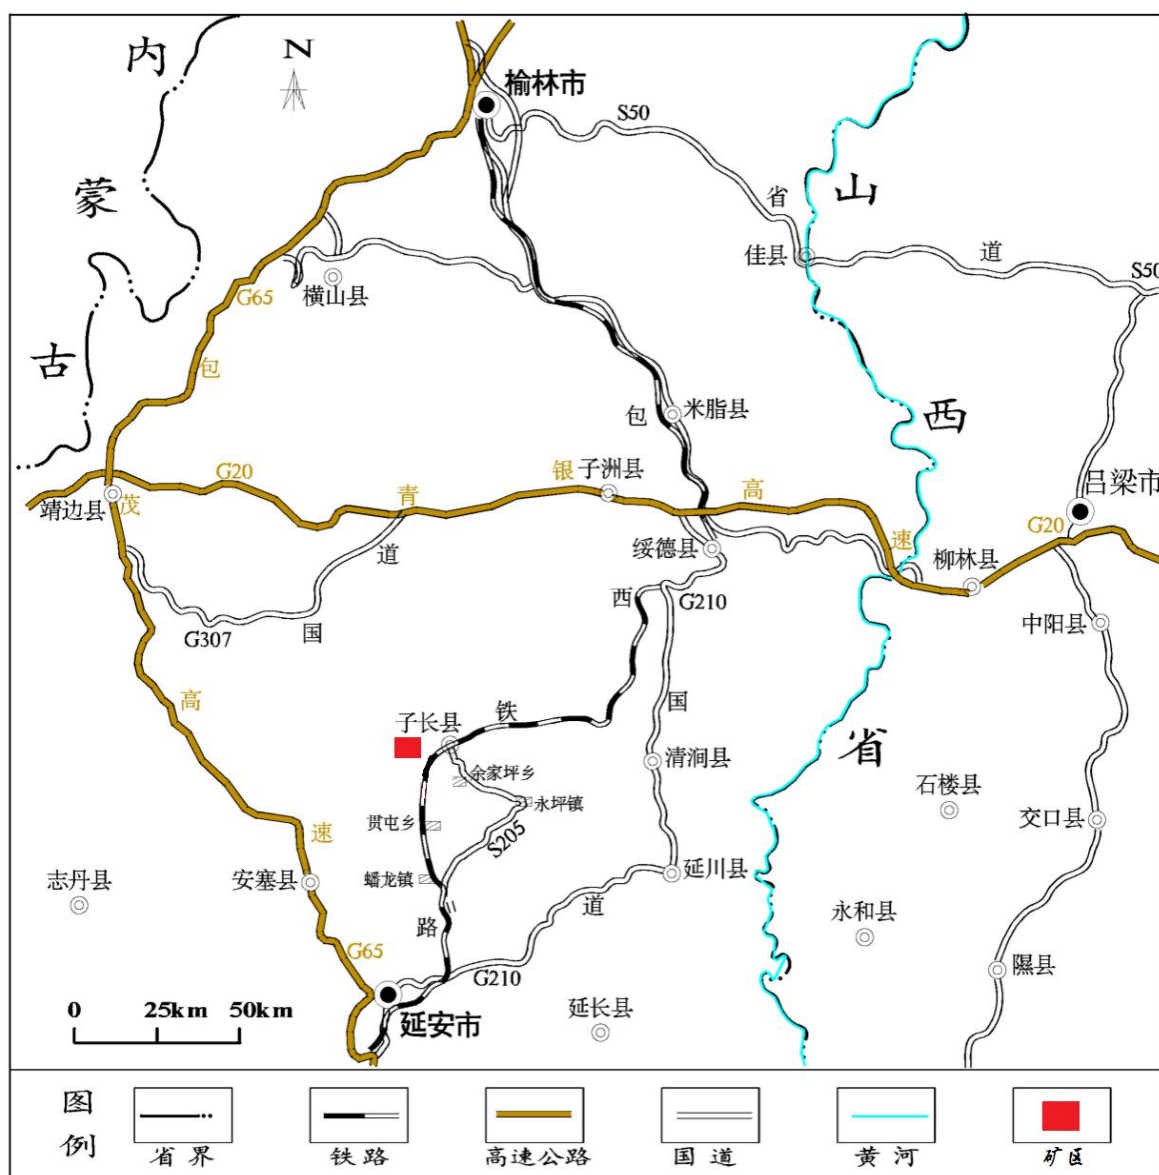 内
蒙
古
N
榆林市
S50
省
道
S50
山
西
省
佳县
横山县
G65
包
茂
高
速
G65
G20
青
银
高
速
G20
靖边县
子洲县
米脂县
包
西
铁
路
绥德县
吕梁市
柳林县
中阳县
道
国
G307
G210
国
道
G210
子长县
余家坪乡
永坪镇
贯屯乡
S205
蟠龙镇
清涧县
石楼县
交口县
志丹县
安塞县
延川县
永和县
隰县
延安市
延长县
0 25km 50km
图例
省界
铁路
高速公路
国道
黄河
矿区